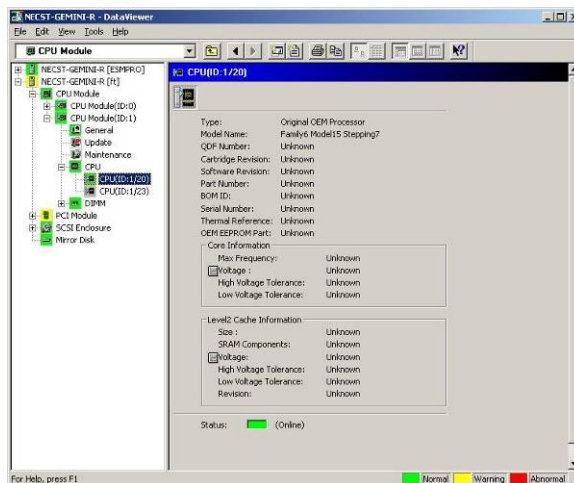 NECST-GEMINI-R - DataViewer
File Edit View Tools Help
CPU Module
NECST-GEMINI-R [ESMPRO]
NECST-GEMINI-R [ft]
CPU Module
CPU Module(ID:0)
CPU Module(ID:1)
General
Update
Maintenance
CPU
CPU(ID:1/20)
CPU(ID:1/23)
DIMM
PCI Module
SCSI Enclosure
Mirror Disk
CPU(ID:1/20)
Type: Original OEM Processor
Model Name: Family6 Model15 Stepping7
QDF Number: Unknown
Cartridge Revision: Unknown
Software Revision: Unknown
Part Number: Unknown
BOM ID: Unknown
Serial Number: Unknown
Thermal Reference: Unknown
OEM EEPROM Part: Unknown
Core Information
Max Frequency: Unknown
Voltage : Unknown
High Voltage Tolerance: Unknown
Low Voltage Tolerance: Unknown
Level2 Cache Information
Size : Unknown
SRAM Components: Unknown
Voltage: Unknown
High Voltage Tolerance: Unknown
Low Voltage Tolerance: Unknown
Revision: Unknown
Status: (Online)
For Help, press F1
Normal Warning Abnormal